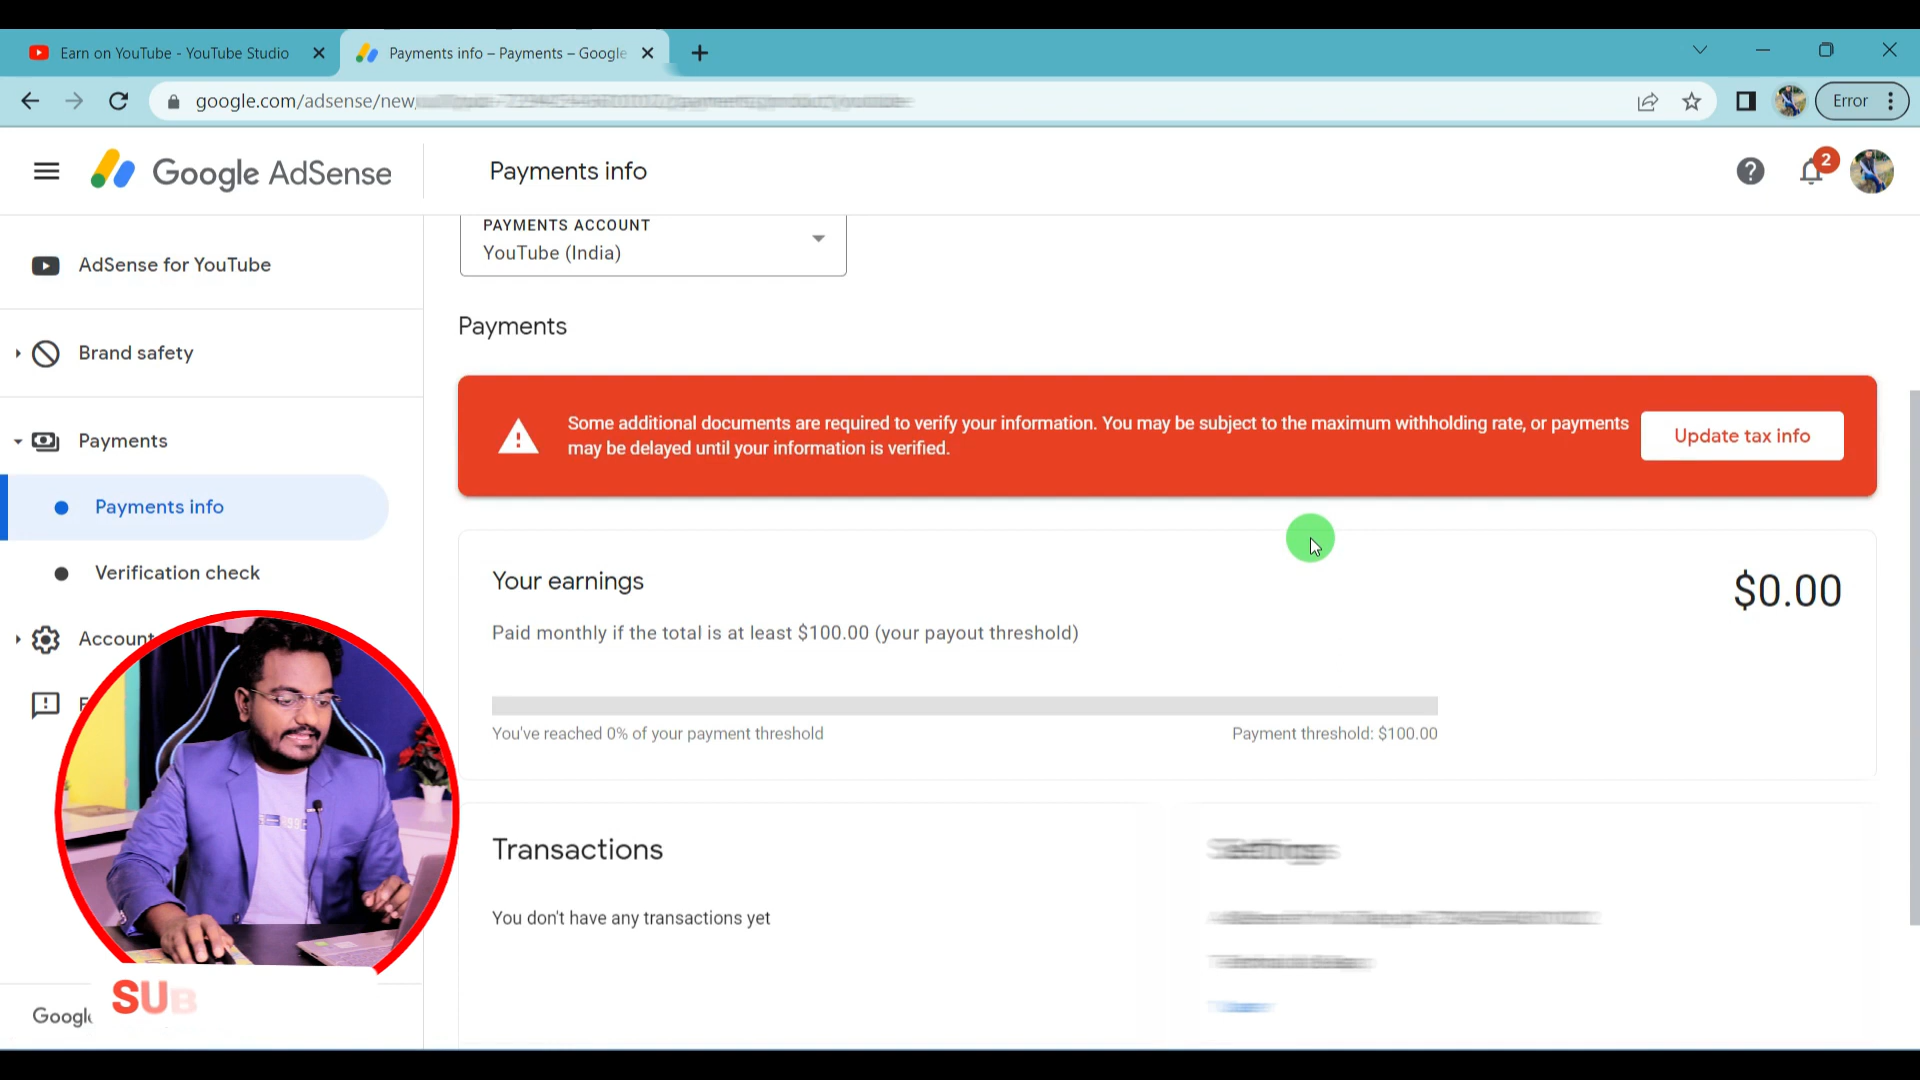 Earn on YouTube - YouTube Studio
Payments info – Payments – Google
google.com/adsense/new
Error
Google AdSense
Payments info
2
AdSense for YouTube
Brand safety
Payments
Payments info
Verification check
Account
Google
PAYMENTS ACCOUNT
YouTube (India)
Payments
Some additional documents are required to verify your information. You may be subject to the maximum withholding rate, or payments
may be delayed until your information is verified.
Update tax info
Your earnings
$0.00
Paid monthly if the total is at least $100.00 (your payout threshold)
You've reached 0% of your payment threshold
Payment threshold: $100.00
Transactions
You don't have any transactions yet
SUB